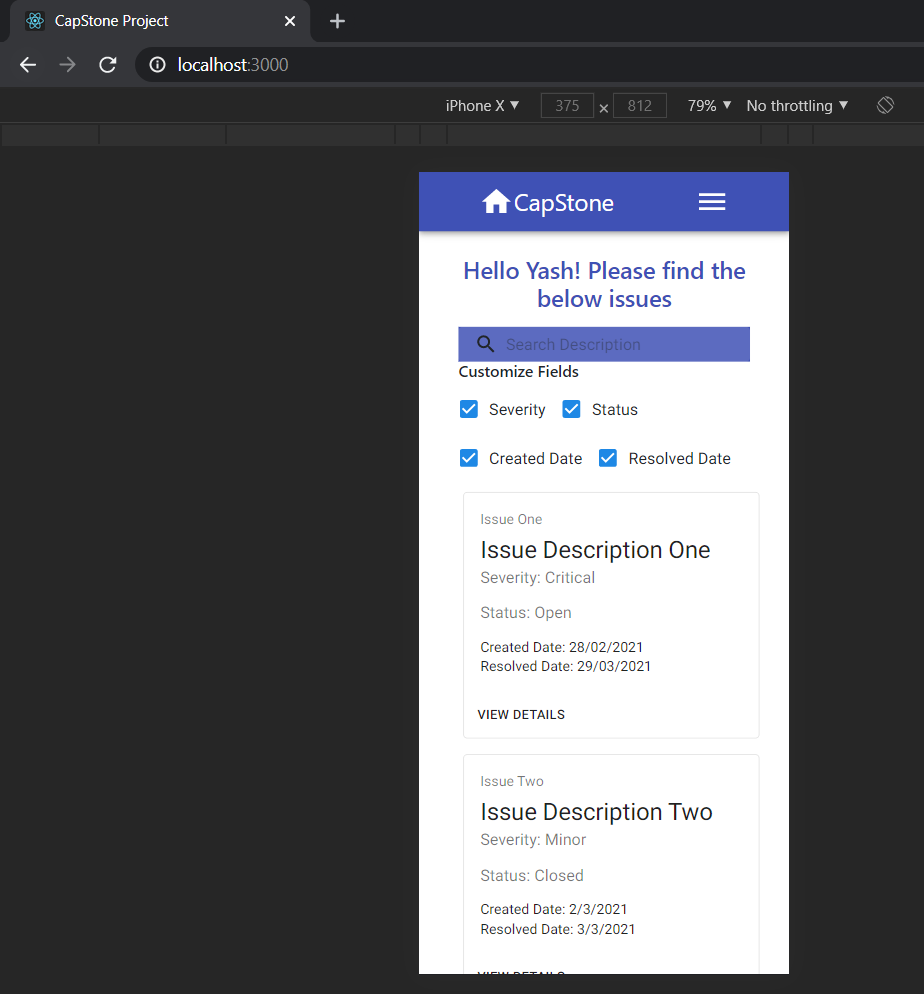 CapStone Project
localhost:3000
iPhone X 375 × 812 79% No throttling
CapStone
Hello Yash! Please find the
below issues
Search Description
Customize Fields
Severity Status
Created Date Resolved Date
Issue One
Issue Description One
Severity: Critical
Status: Open
Created Date: 28/02/2021
Resolved Date: 29/03/2021
VIEW DETAILS
Issue Two
Issue Description Two
Severity: Minor
Status: Closed
Created Date: 2/3/2021
Resolved Date: 3/3/2021
VIEW DETAILS